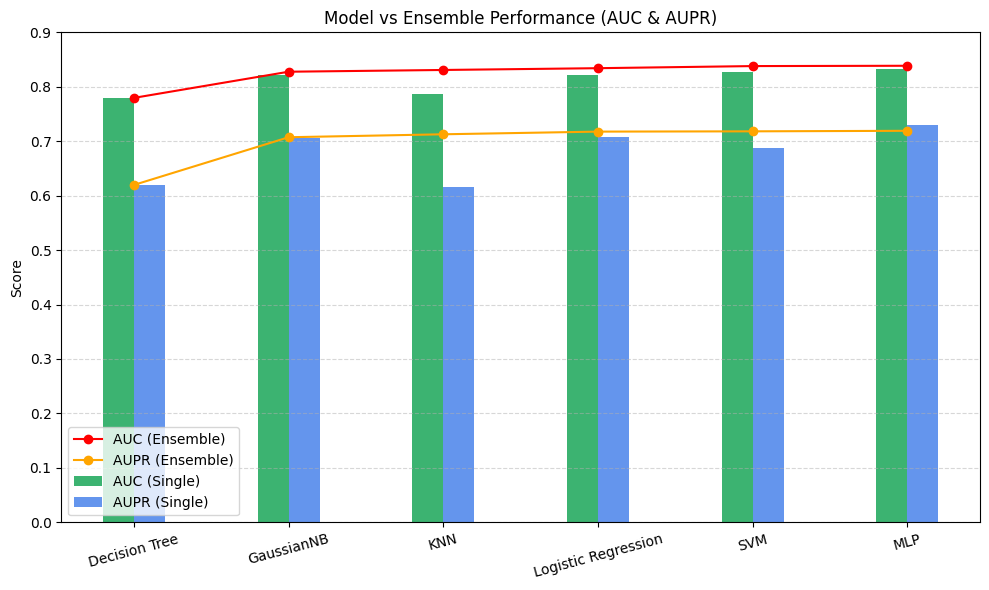 Model vs Ensemble Performance (AUC & AUPR)
Score
0.9
0.8
0.7
0.6
0.5
0.4
0.3
0.2
0.1
0.0
AUC (Ensemble)
AUPR (Ensemble)
AUC (Single)
AUPR (Single)
Decision Tree
GaussianNB
KNN
Logistic Regression
SVM
MLP